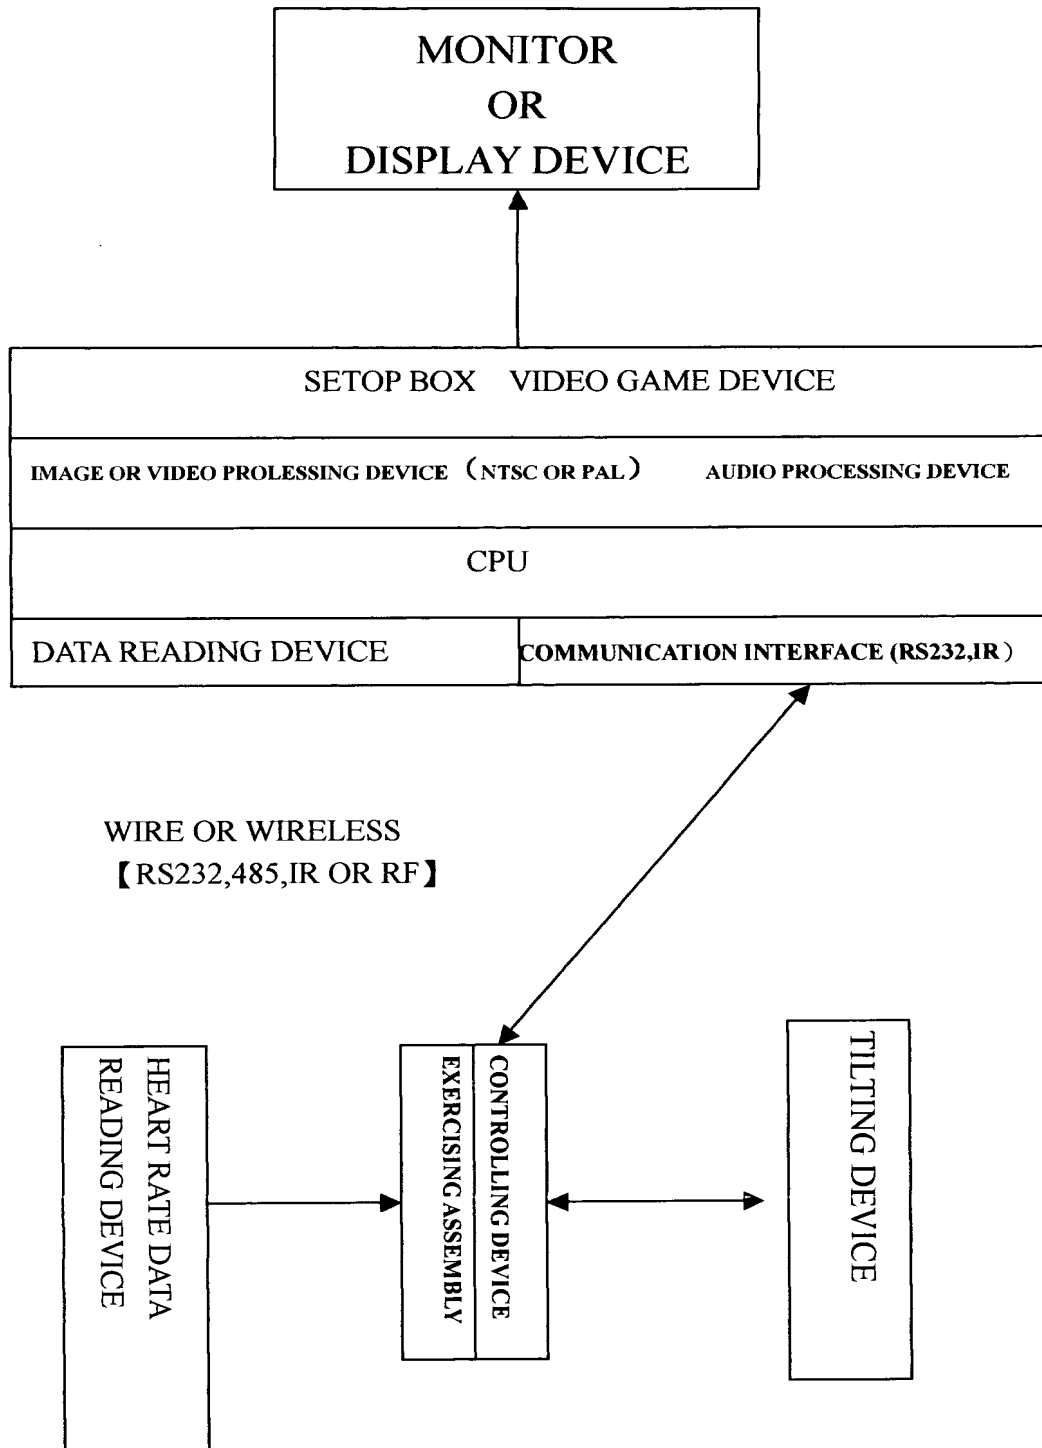 MONITOR
OR
DISPLAY DEVICE
SETOP BOX VIDEO GAME DEVICE
IMAGE OR VIDEO PROLESSING DEVICE （NTSC OR PAL） AUDIO PROCESSING DEVICE
CPU
DATA READING DEVICE
COMMUNICATION INTERFACE (RS232,IR）
WIRE OR WIRELESS
【RS232,485,IR OR RF】
HEART RATE DATA
READING DEVICE
CONTROLLING DEVICE
EXERCISING ASSEMBLY
TILTING DEVICE